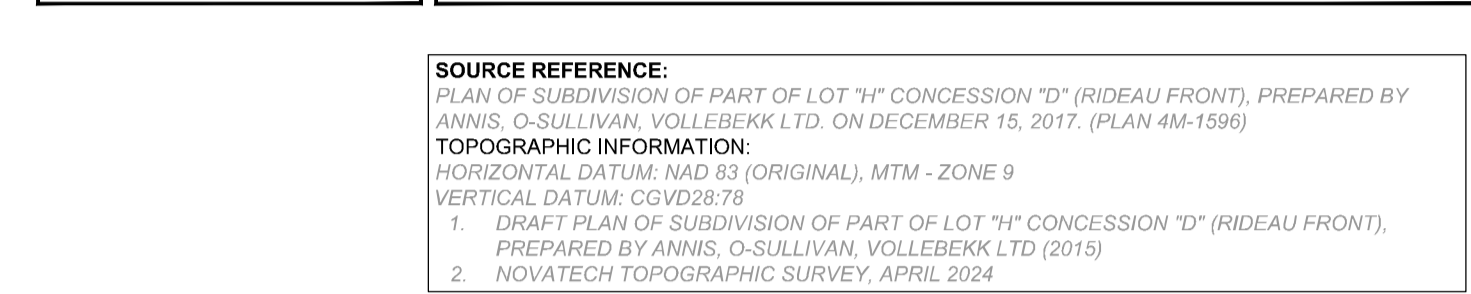 SOURCE REFERENCE:
PLAN OF SUBDIVISION OF PART OF LOT "H" CONCESSION "D" (RIDEAU FRONT), PREPARED BY
ANNIS, O-SULLIVAN, VOLLEBEKK LTD. ON DECEMBER 15, 2017. (PLAN 4M-1596)
TOPOGRAPHIC INFORMATION:
HORIZONTAL DATUM: NAD 83 (ORIGINAL), MTM - ZONE 9
VERTICAL DATUM: CGVD28:78
1. DRAFT PLAN OF SUBDIVISION OF PART OF LOT "H" CONCESSION "D" (RIDEAU FRONT),
PREPARED BY ANNIS, O-SULLIVAN, VOLLEBEKK LTD (2015)
2. NOVATECH TOPOGRAPHIC SURVEY, APRIL 2024